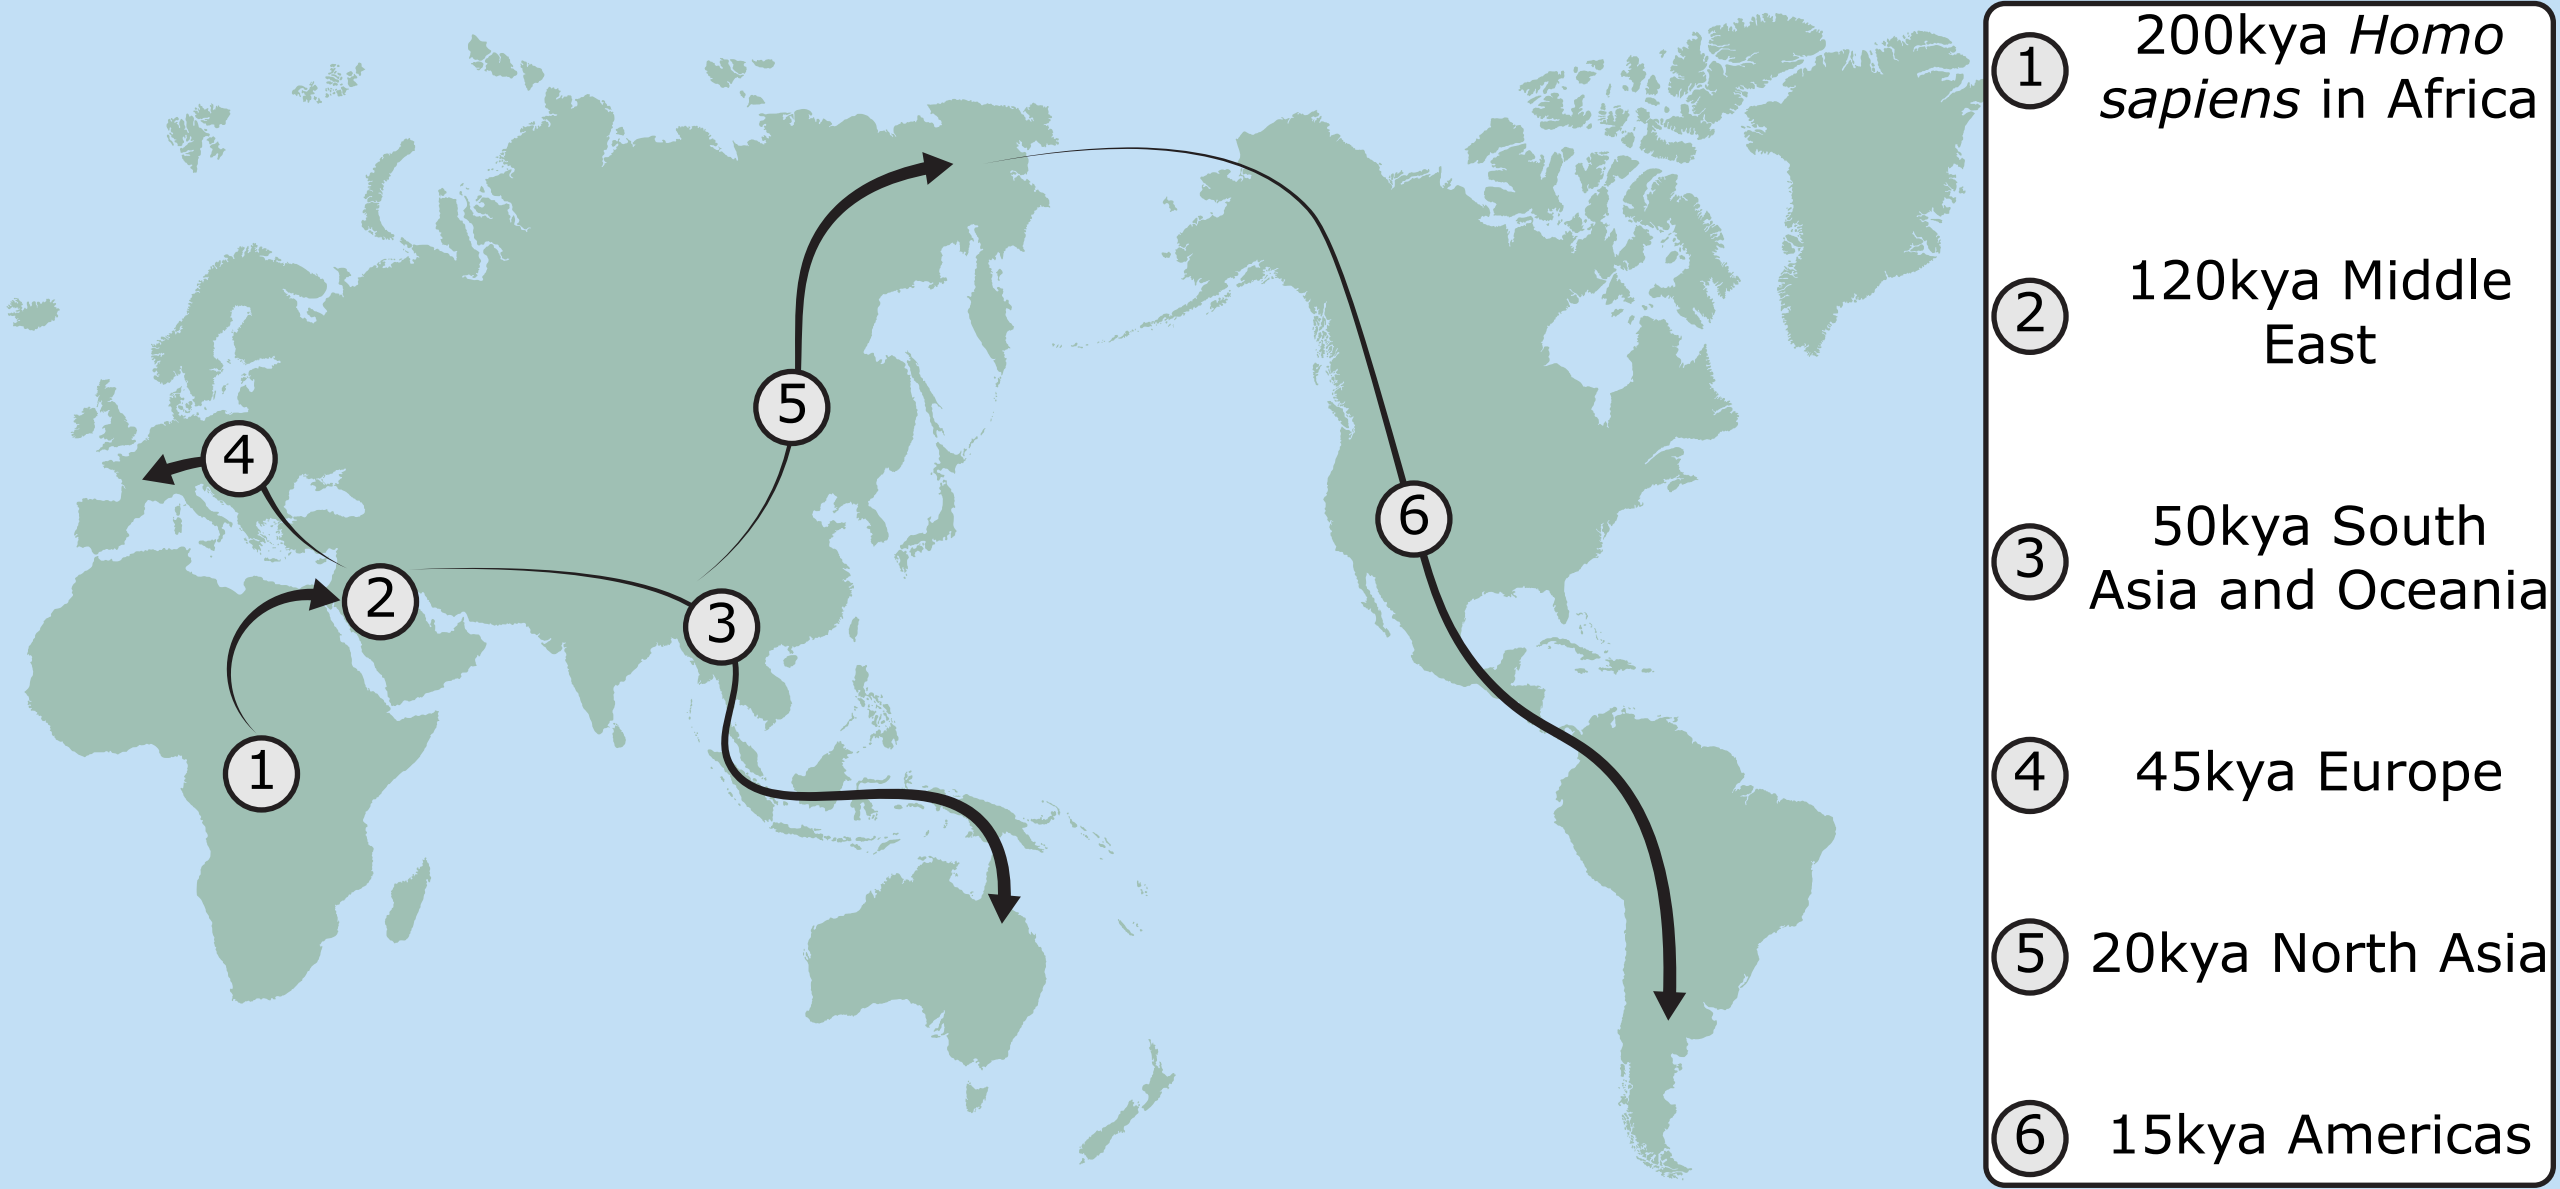 1
200kya Homo
sapiens in Africa
2
120kya Middle
East
3
50kya South
Asia and Oceania
4
45kya Europe
5
20kya North Asia
6
15kya Americas
5
4
6
2
3
1